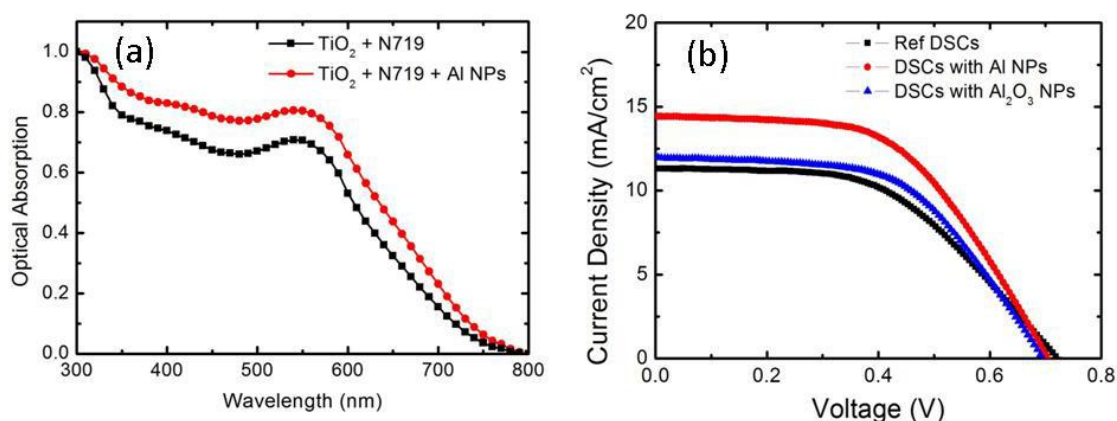 (a)
TiO2 + N719
TiO2 + N719 + Al NPs
Optical Absorption
1.0
0.8
0.6
0.4
0.2
0.0
300 400 500 600 700 800
Wavelength (nm)
(b)
Ref DSCs
DSCs with Al NPs
DSCs with Al2O3 NPs
Current Density (mA/cm2)
20
15
10
5
0
0.0 0.2 0.4 0.6 0.8
Voltage (V)